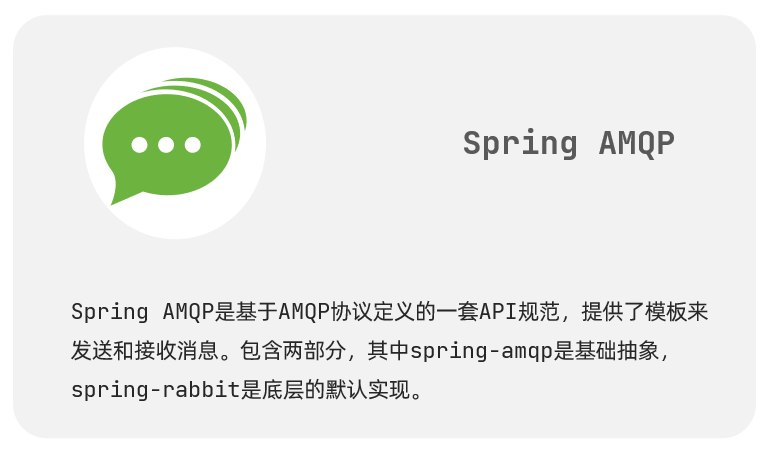 Spring AMQP
Spring AMQP是基于AMQP协议定义的一套API规范，提供了模板来
发送和接收消息。包含两部分，其中spring-amqp是基础抽象，
spring-rabbit是底层的默认实现。